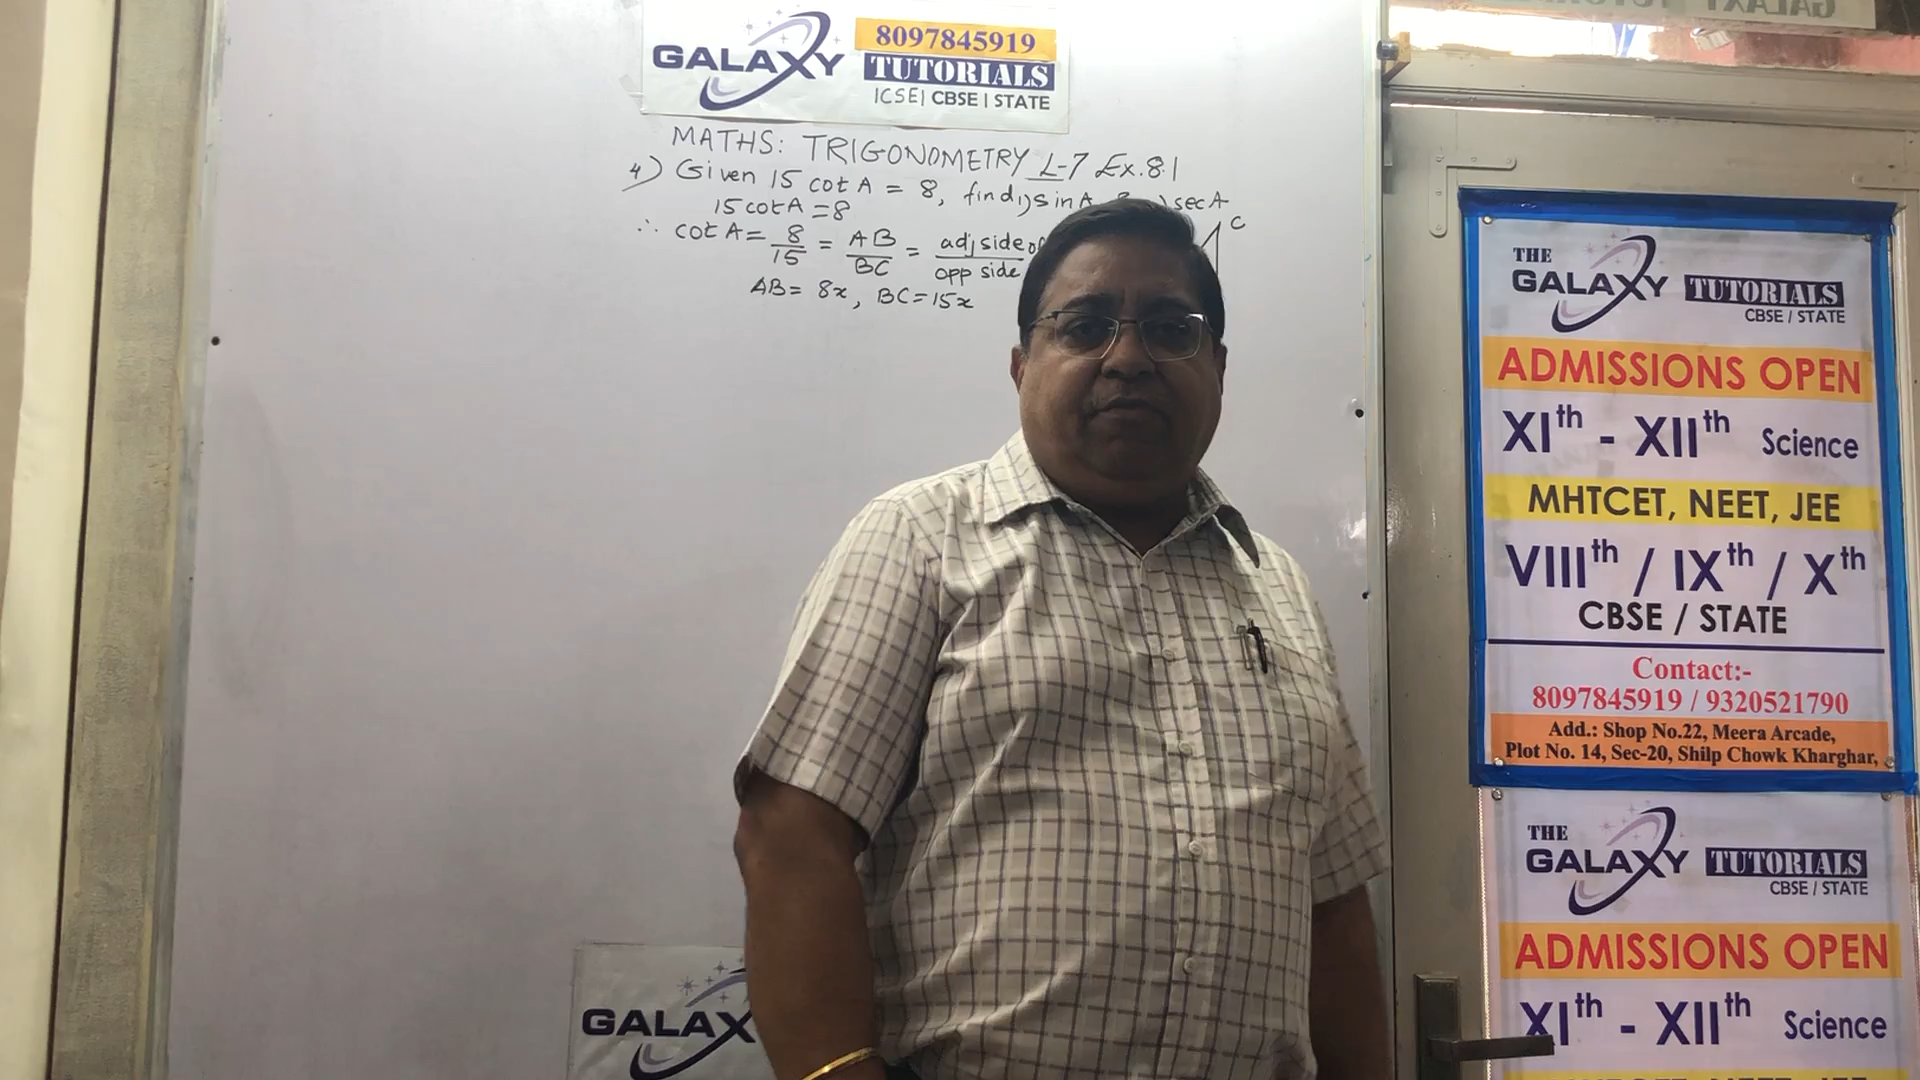 GALAXY TUTORIALS
8097845919
ICSE | CBSE | STATE
MATHS: TRIGONOMETRY L-7 Ex.8.1
4) Given 15 cot A = 8, find 1) sin A sec A
15 cot A = 8
∴ cot A = 8/15 = AB/BC = adj side of/opp side
C
AB = 8x, BC = 15x
THE GALAXY TUTORIALS
CBSE / STATE
ADMISSIONS OPEN
XIth - XIIth Science
MHTCET, NEET, JEE
VIIIth / IXth / Xth
CBSE / STATE
Contact:-
8097845919 / 9320521790
Add.: Shop No.22, Meera Arcade,
Plot No. 14, Sec-20, Shilp Chowk Kharghar,
THE GALAXY TUTORIALS
CBSE / STATE
ADMISSIONS OPEN
XIth - XIIth Science
GALAX
GALAXY